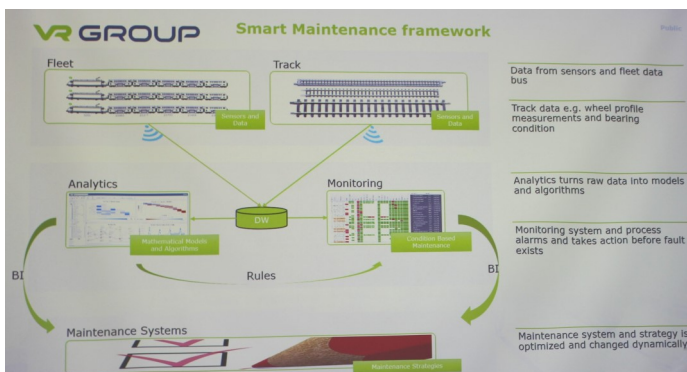 VR GROUP
Smart Maintenance framework
Public
Fleet
Track
Sensors and
Data
Sensors and
Data
Data from sensors and fleet data
bus
Track data e.g. wheel profile
measurements and bearing
condition
Analytics
Monitoring
DW
Mathematical Models
and Algorithms
Condition Based
Maintenance
Analytics turns raw data into models
and algorithms
Monitoring system and process
alarms and takes action before fault
exists
BI
Rules
BI
Maintenance Systems
Maintenance Strategies
Maintenance system and strategy is
optimized and changed dynamically